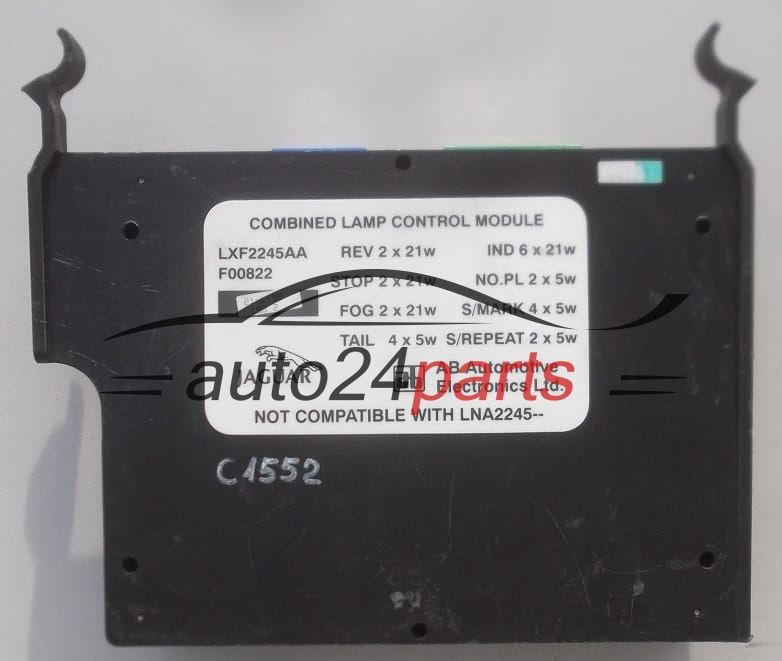 COMBINED LAMP CONTROL MODULE
LXF2245AA REV 2 x 21w IND 6 x 21w
F00822 STOP 2 x 21w NO.PL 2 x 5w
FOG 2 x 21w S/MARK 4 x 5w
TAIL 4 x 5w S/REPEAT 2 x 5w
auto24parts
JAGUAR AB Automotive
Electronics Ltd.
NOT COMPATIBLE WITH LNA2245--
C1552